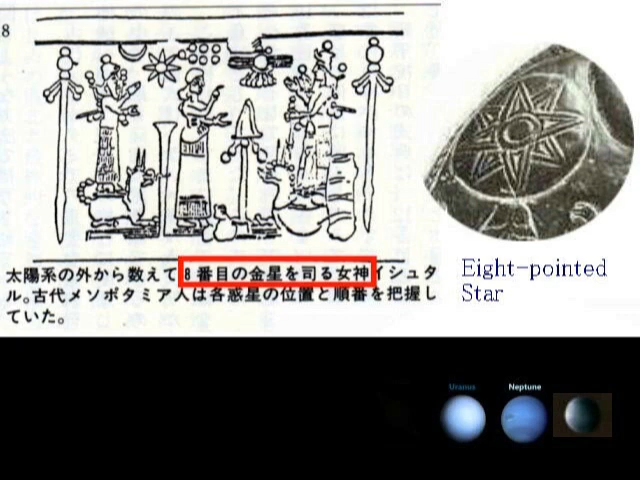 8
太陽系の外から数えて8番目の金星を司る女神イシュタ
ル。古代メソポタミア人は各惑星の位置と順番を把握し
ていた。
Eight-pointed
Star
Uranus
Neptune